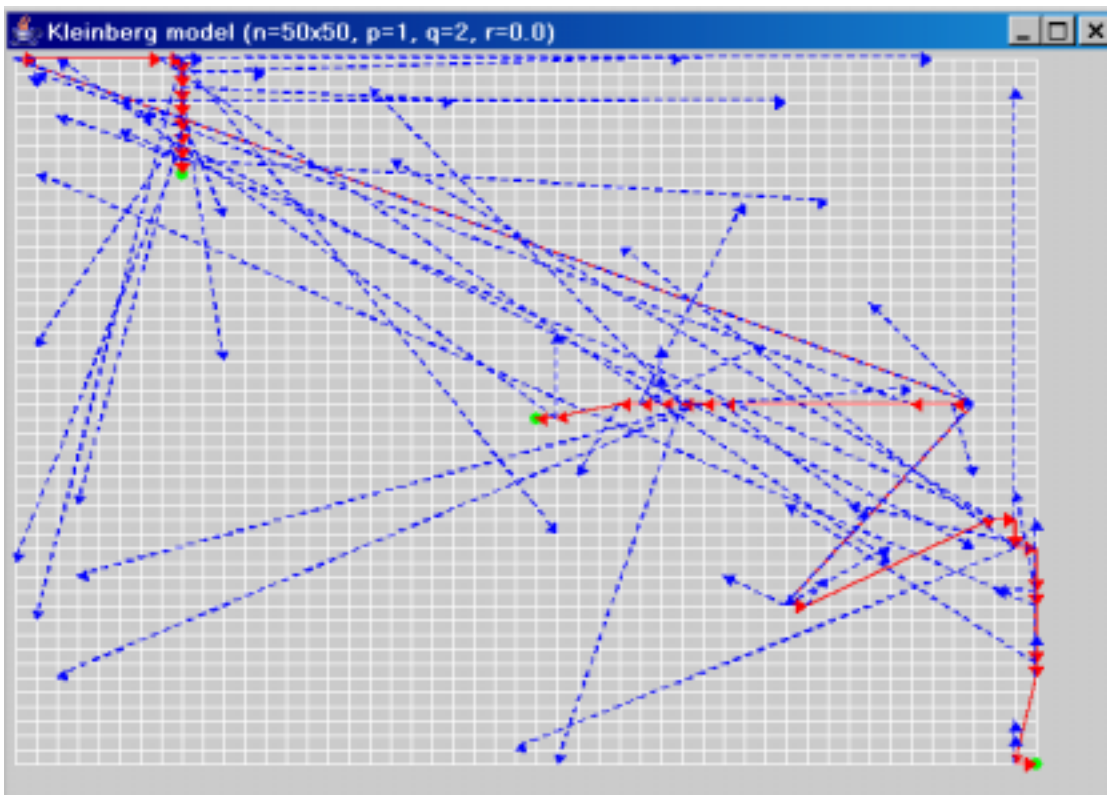 Kleinberg model (n=50x50, p=1, q=2, r=0.0)